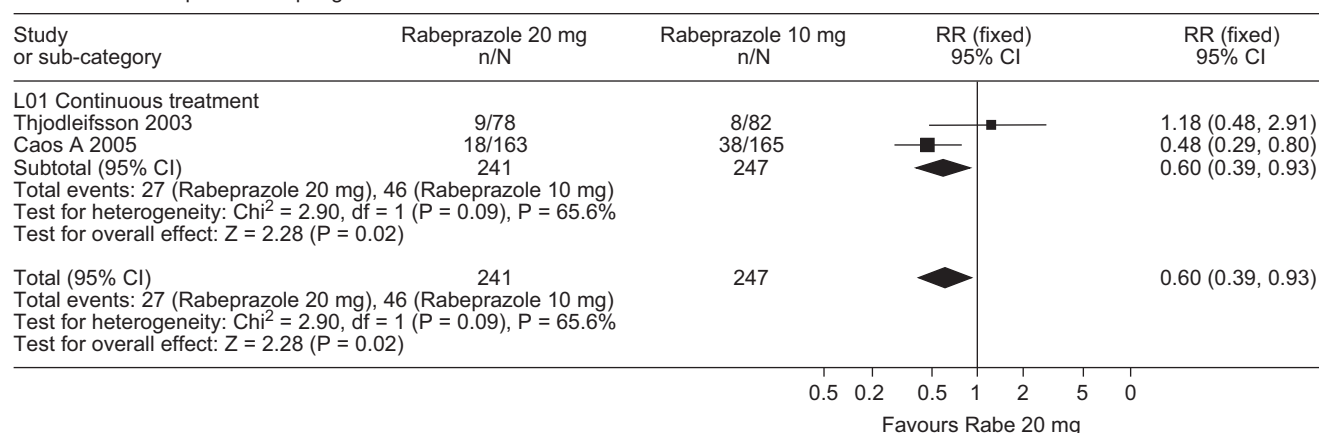 Study Rabeprazole 20 mg Rabeprazole 10 mg RR (fixed) RR (fixed)
or sub-category n/N n/N 95% CI 95% CI
L01 Continuous treatment
Thjodleifsson 2003 9/78 8/82 1.18 (0.48, 2.91)
Caos A 2005 18/163 38/165 0.48 (0.29, 0.80)
Subtotal (95% CI) 241 247 0.60 (0.39, 0.93)
Total events: 27 (Rabeprazole 20 mg), 46 (Rabeprazole 10 mg)
Test for heterogeneity: Chi² = 2.90, df = 1 (P = 0.09), P = 65.6%
Test for overall effect: Z = 2.28 (P = 0.02)
Total (95% CI) 241 247 0.60 (0.39, 0.93)
Total events: 27 (Rabeprazole 20 mg), 46 (Rabeprazole 10 mg)
Test for heterogeneity: Chi² = 2.90, df = 1 (P = 0.09), P = 65.6%
Test for overall effect: Z = 2.28 (P = 0.02)
0.5 0.2 0.5 1 2 5 0
Favours Rabe 20 mg